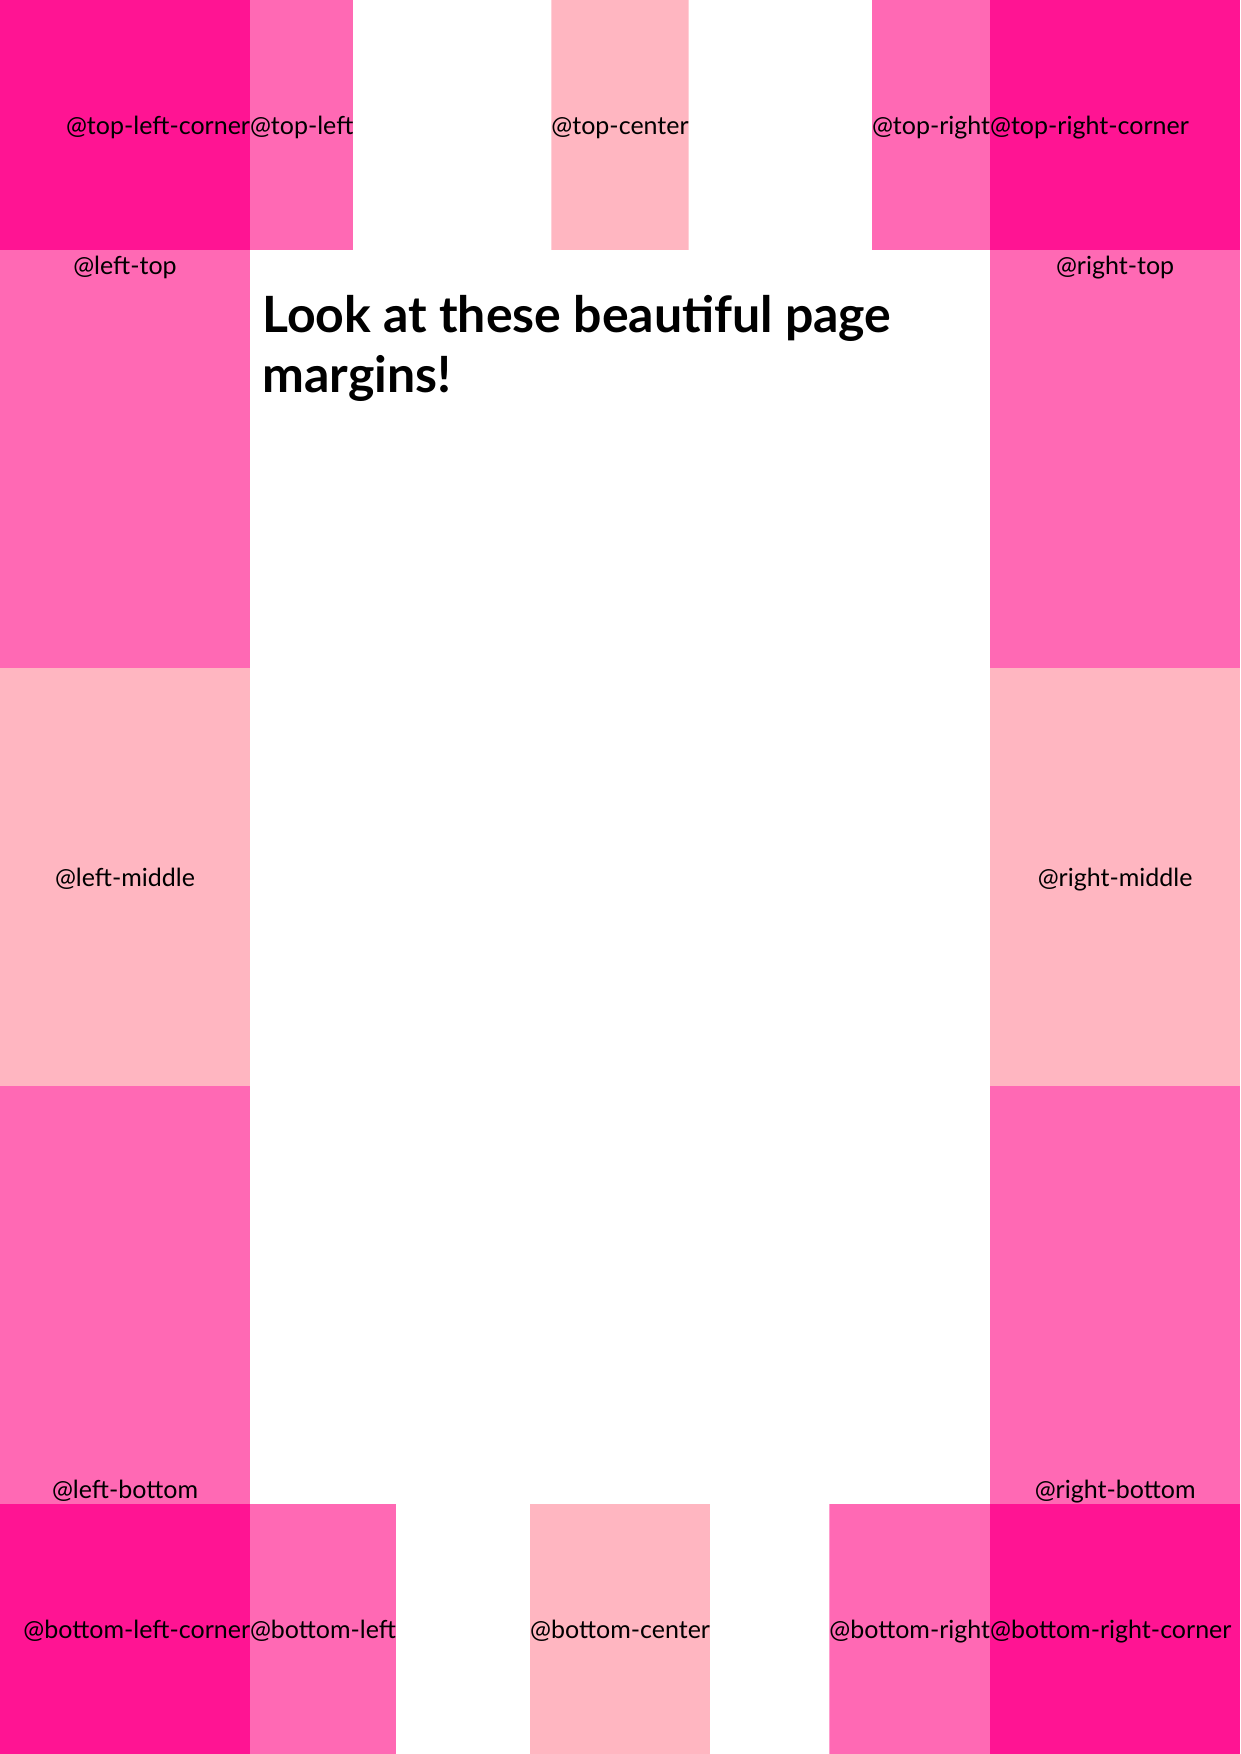 @top-left-corner@top-left @top-center @top-right@top-right-corner
@left-top @right-top
Look at these beautiful page
margins!
@left-middle @right-middle
@left-bottom @right-bottom
@bottom-left-corner@bottom-left @bottom-center @bottom-right@bottom-right-corner